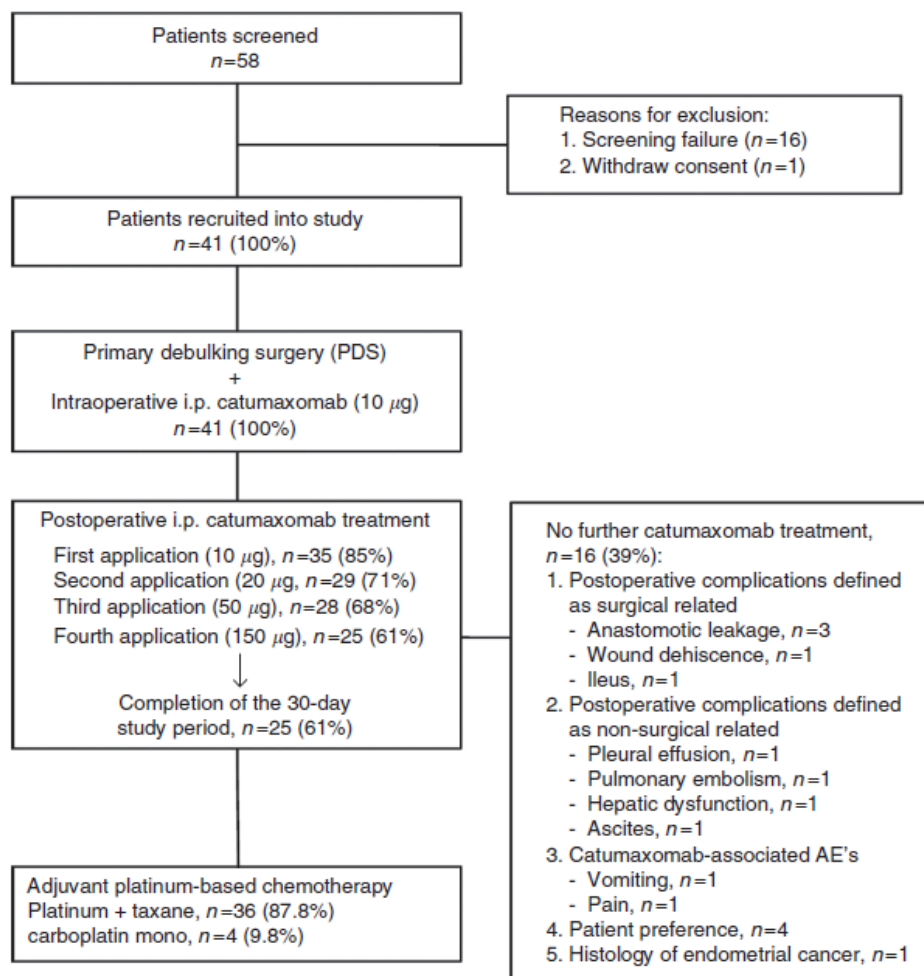 Patients screened
n=58
Reasons for exclusion:
1. Screening failure (n=16)
2. Withdraw consent (n=1)
Patients recruited into study
n=41 (100%)
Primary debulking surgery (PDS)
+
Intraoperative i.p. catumaxomab (10 μg)
n=41 (100%)
Postoperative i.p. catumaxomab treatment
First application (10 μg), n=35 (85%)
Second application (20 μg, n=29 (71%)
Third application (50 μg), n=28 (68%)
Fourth application (150 μg), n=25 (61%)
Completion of the 30-day
study period, n=25 (61%)
No further catumaxomab treatment,
n=16 (39%):
1. Postoperative complications defined
as surgical related
- Anastomotic leakage, n=3
- Wound dehiscence, n=1
- Ileus, n=1
2. Postoperative complications defined
as non-surgical related
- Pleural effusion, n=1
- Pulmonary embolism, n=1
- Hepatic dysfunction, n=1
- Ascites, n=1
3. Catumaxomab-associated AE's
- Vomiting, n=1
- Pain, n=1
4. Patient preference, n=4
5. Histology of endometrial cancer, n=1
Adjuvant platinum-based chemotherapy
Platinum + taxane, n=36 (87.8%)
carboplatin mono, n=4 (9.8%)